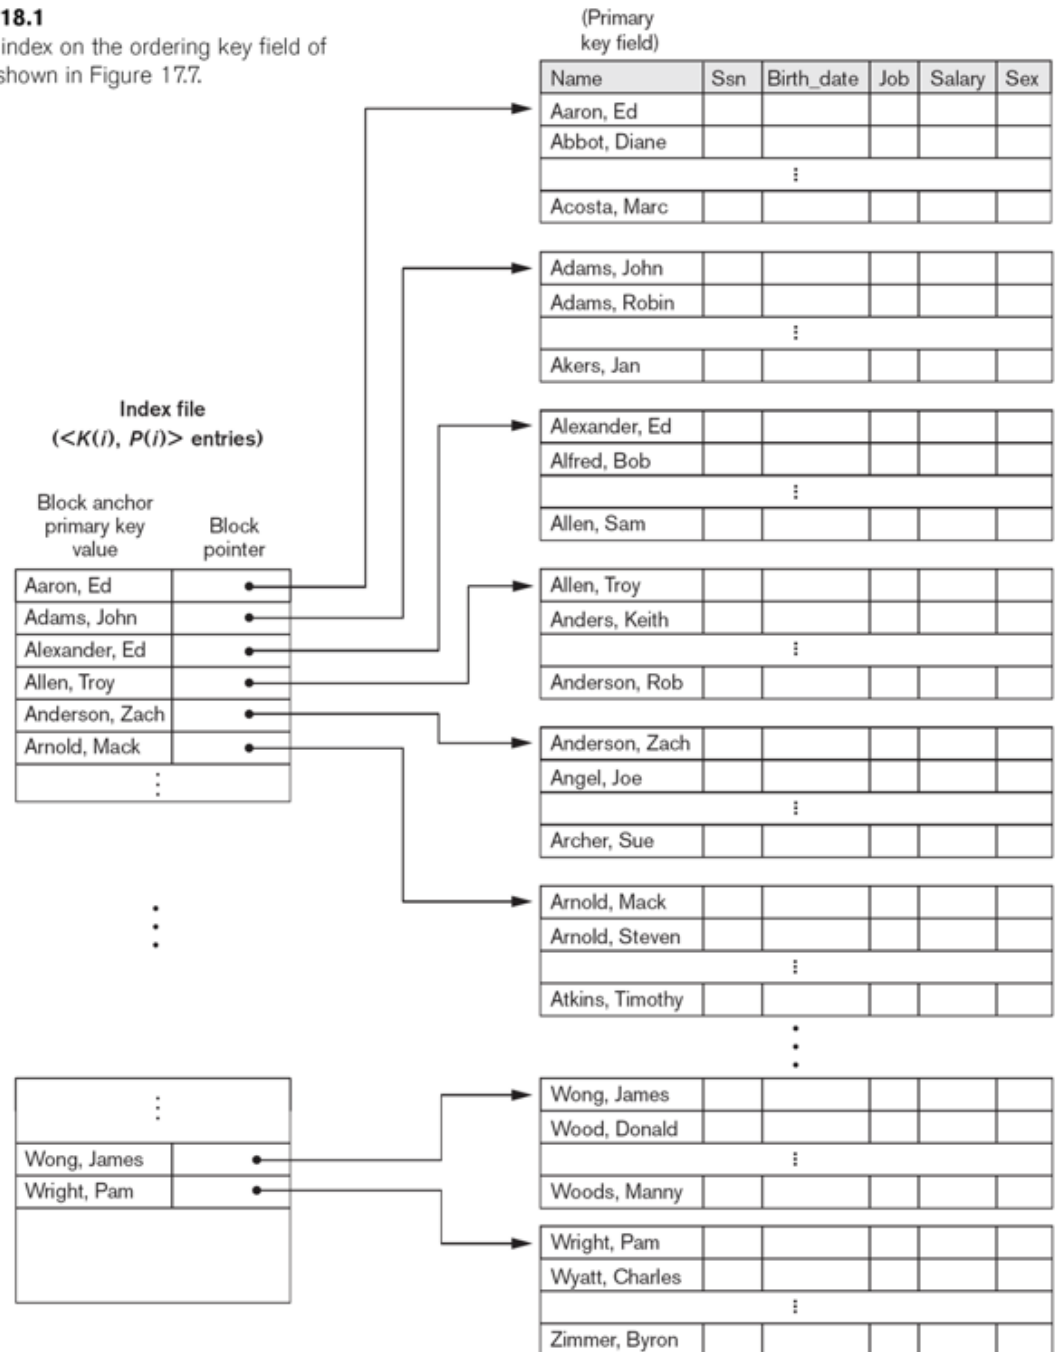 18.1
index on the ordering key field of
shown in Figure 17.7.
(Primary
key field)
Name Ssn Birth_date Job Salary Sex
Aaron, Ed
Abbot, Diane
⋮
Acosta, Marc
Adams, John
Adams, Robin
⋮
Akers, Jan
Alexander, Ed
Alfred, Bob
⋮
Allen, Sam
Allen, Troy
Anders, Keith
⋮
Anderson, Rob
Anderson, Zach
Angel, Joe
⋮
Archer, Sue
Arnold, Mack
Arnold, Steven
⋮
Atkins, Timothy
⋮
Wong, James
Wood, Donald
⋮
Woods, Manny
Wright, Pam
Wyatt, Charles
⋮
Zimmer, Byron
Index file
(<K(i), P(i)> entries)
Block anchor
primary key
value
Block
pointer
Aaron, Ed
Adams, John
Alexander, Ed
Allen, Troy
Anderson, Zach
Arnold, Mack
⋮
⋮
⋮
Wong, James
Wright, Pam